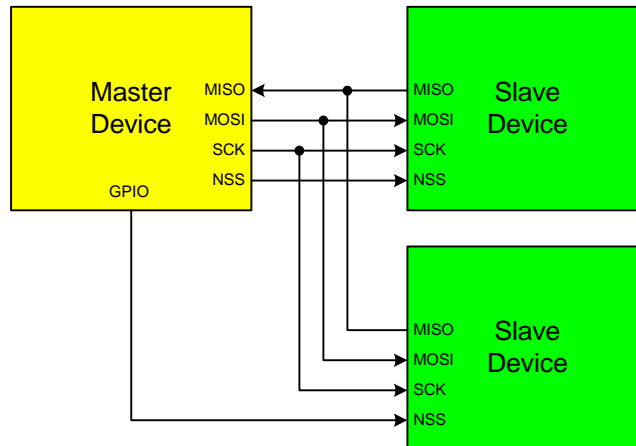 Master
Device
MISO
MOSI
SCK
NSS
GPIO
MISO
MOSI
SCK
NSS
Slave
Device
MISO
MOSI
SCK
NSS
Slave
Device